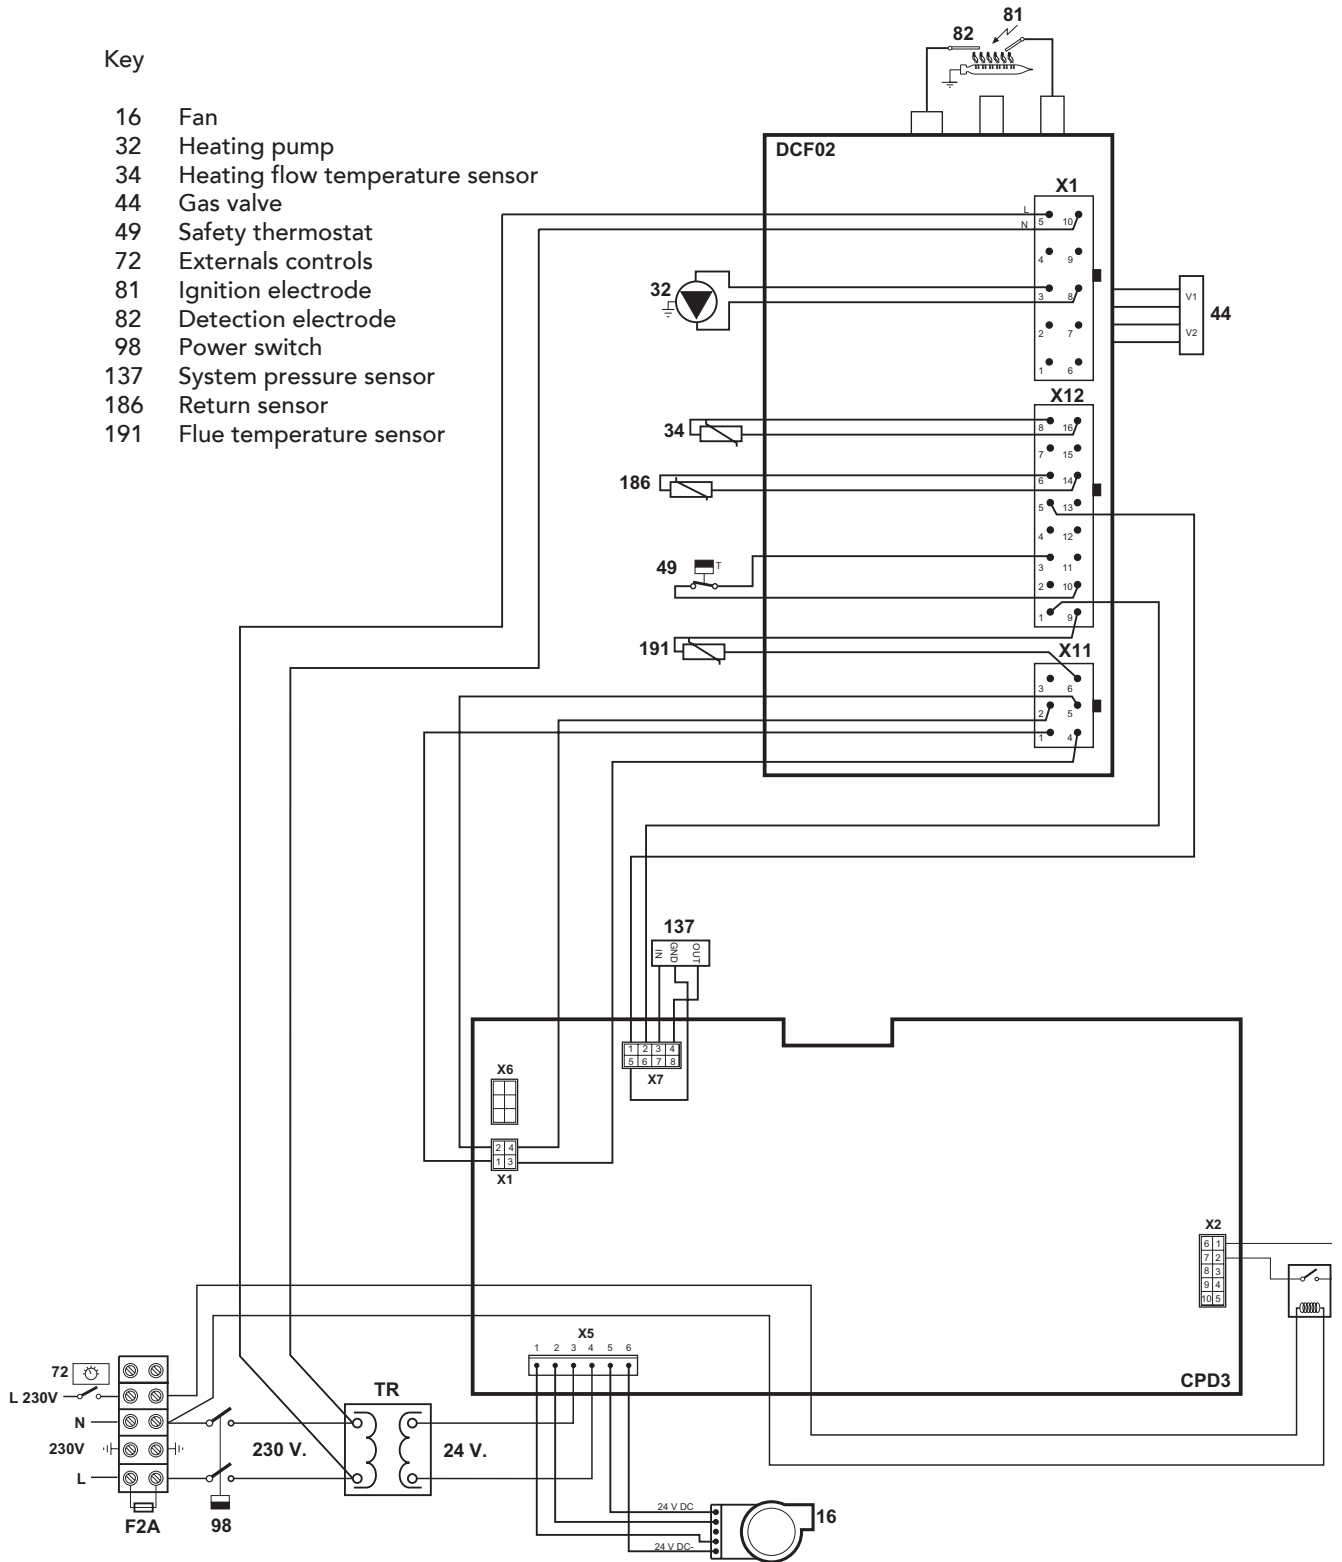 Key
16 Fan
32 Heating pump
34 Heating flow temperature sensor
44 Gas valve
49 Safety thermostat
72 Externals controls
81 Ignition electrode
82 Detection electrode
98 Power switch
137 System pressure sensor
186 Return sensor
191 Flue temperature sensor
81
82
DCF02
X1
L
5 10
N
4 9
32
3 8
V1
44
2 7
V2
1 6
X12
34
8 16
7 15
186
6 14
5 13
4 12
49 T
3 11
2 10
1 9
191
X11
3 6
2 5
1 4
137
IN GND OUT
1 2 3 4
5 6 7 8
X7
X6
2 4
1 3
X1
X2
6 1
7 2
8 3
9 4
10 5
X5
1 2 3 4 5 6
CPD3
72
L 230V
N
230V
L
F2A
98
230 V.
TR
24 V.
24 V DC
16
24 V DC-